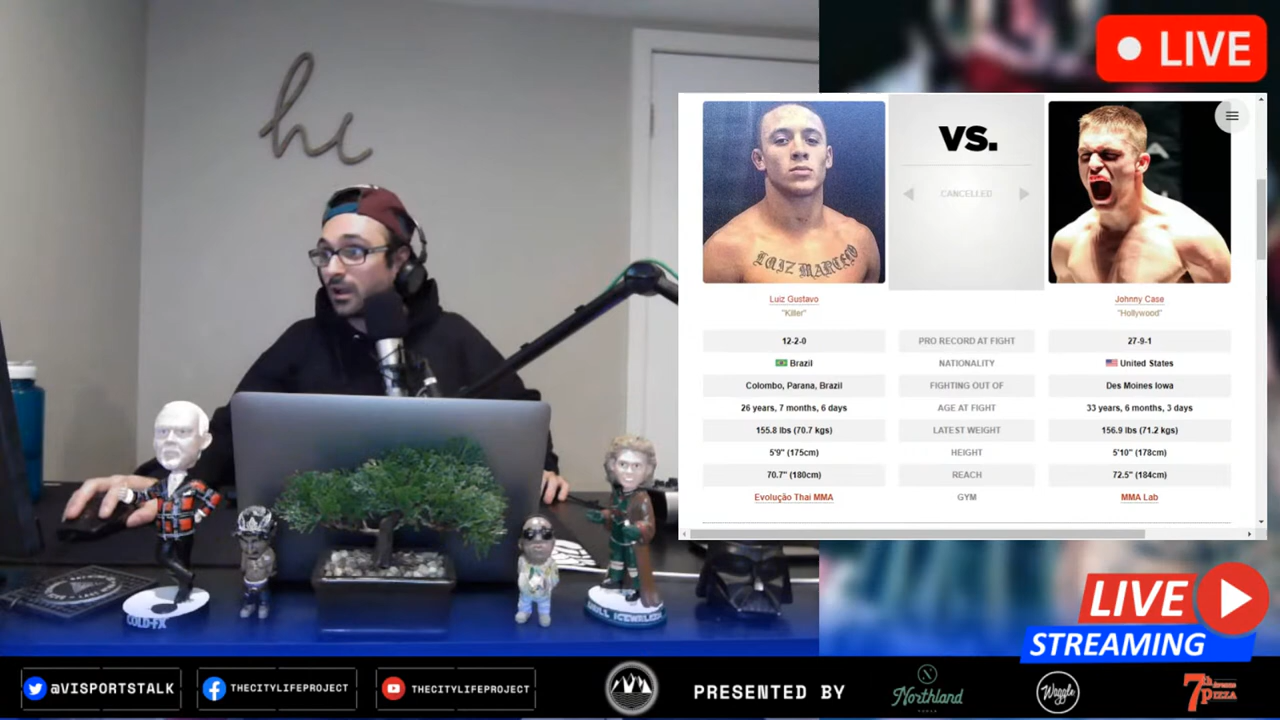 hi
LIVE
VS.
CANCELLED
LUIZ MARTELO
Luiz Gustavo
"Killer"
Johnny Case
"Hollywood"
12-2-0 PRO RECORD AT FIGHT 27-9-1
Brazil NATIONALITY United States
Colombo, Parana, Brazil FIGHTING OUT OF Des Moines Iowa
26 years, 7 months, 6 days AGE AT FIGHT 33 years, 6 months, 3 days
155.8 lbs (70.7 kgs) LATEST WEIGHT 156.9 lbs (71.2 kgs)
5'9" (175cm) HEIGHT 5'10" (178cm)
70.7" (180cm) REACH 72.5" (184cm)
Evolução Thai MMA GYM MMA Lab
COLD-FX
LIVE
STREAMING
@VISPORTSTALK
THECITYLIFEPROJECT
THECITYLIFEPROJECT
PRESENTED BY
Northland
Waggle
7th
PIZZA